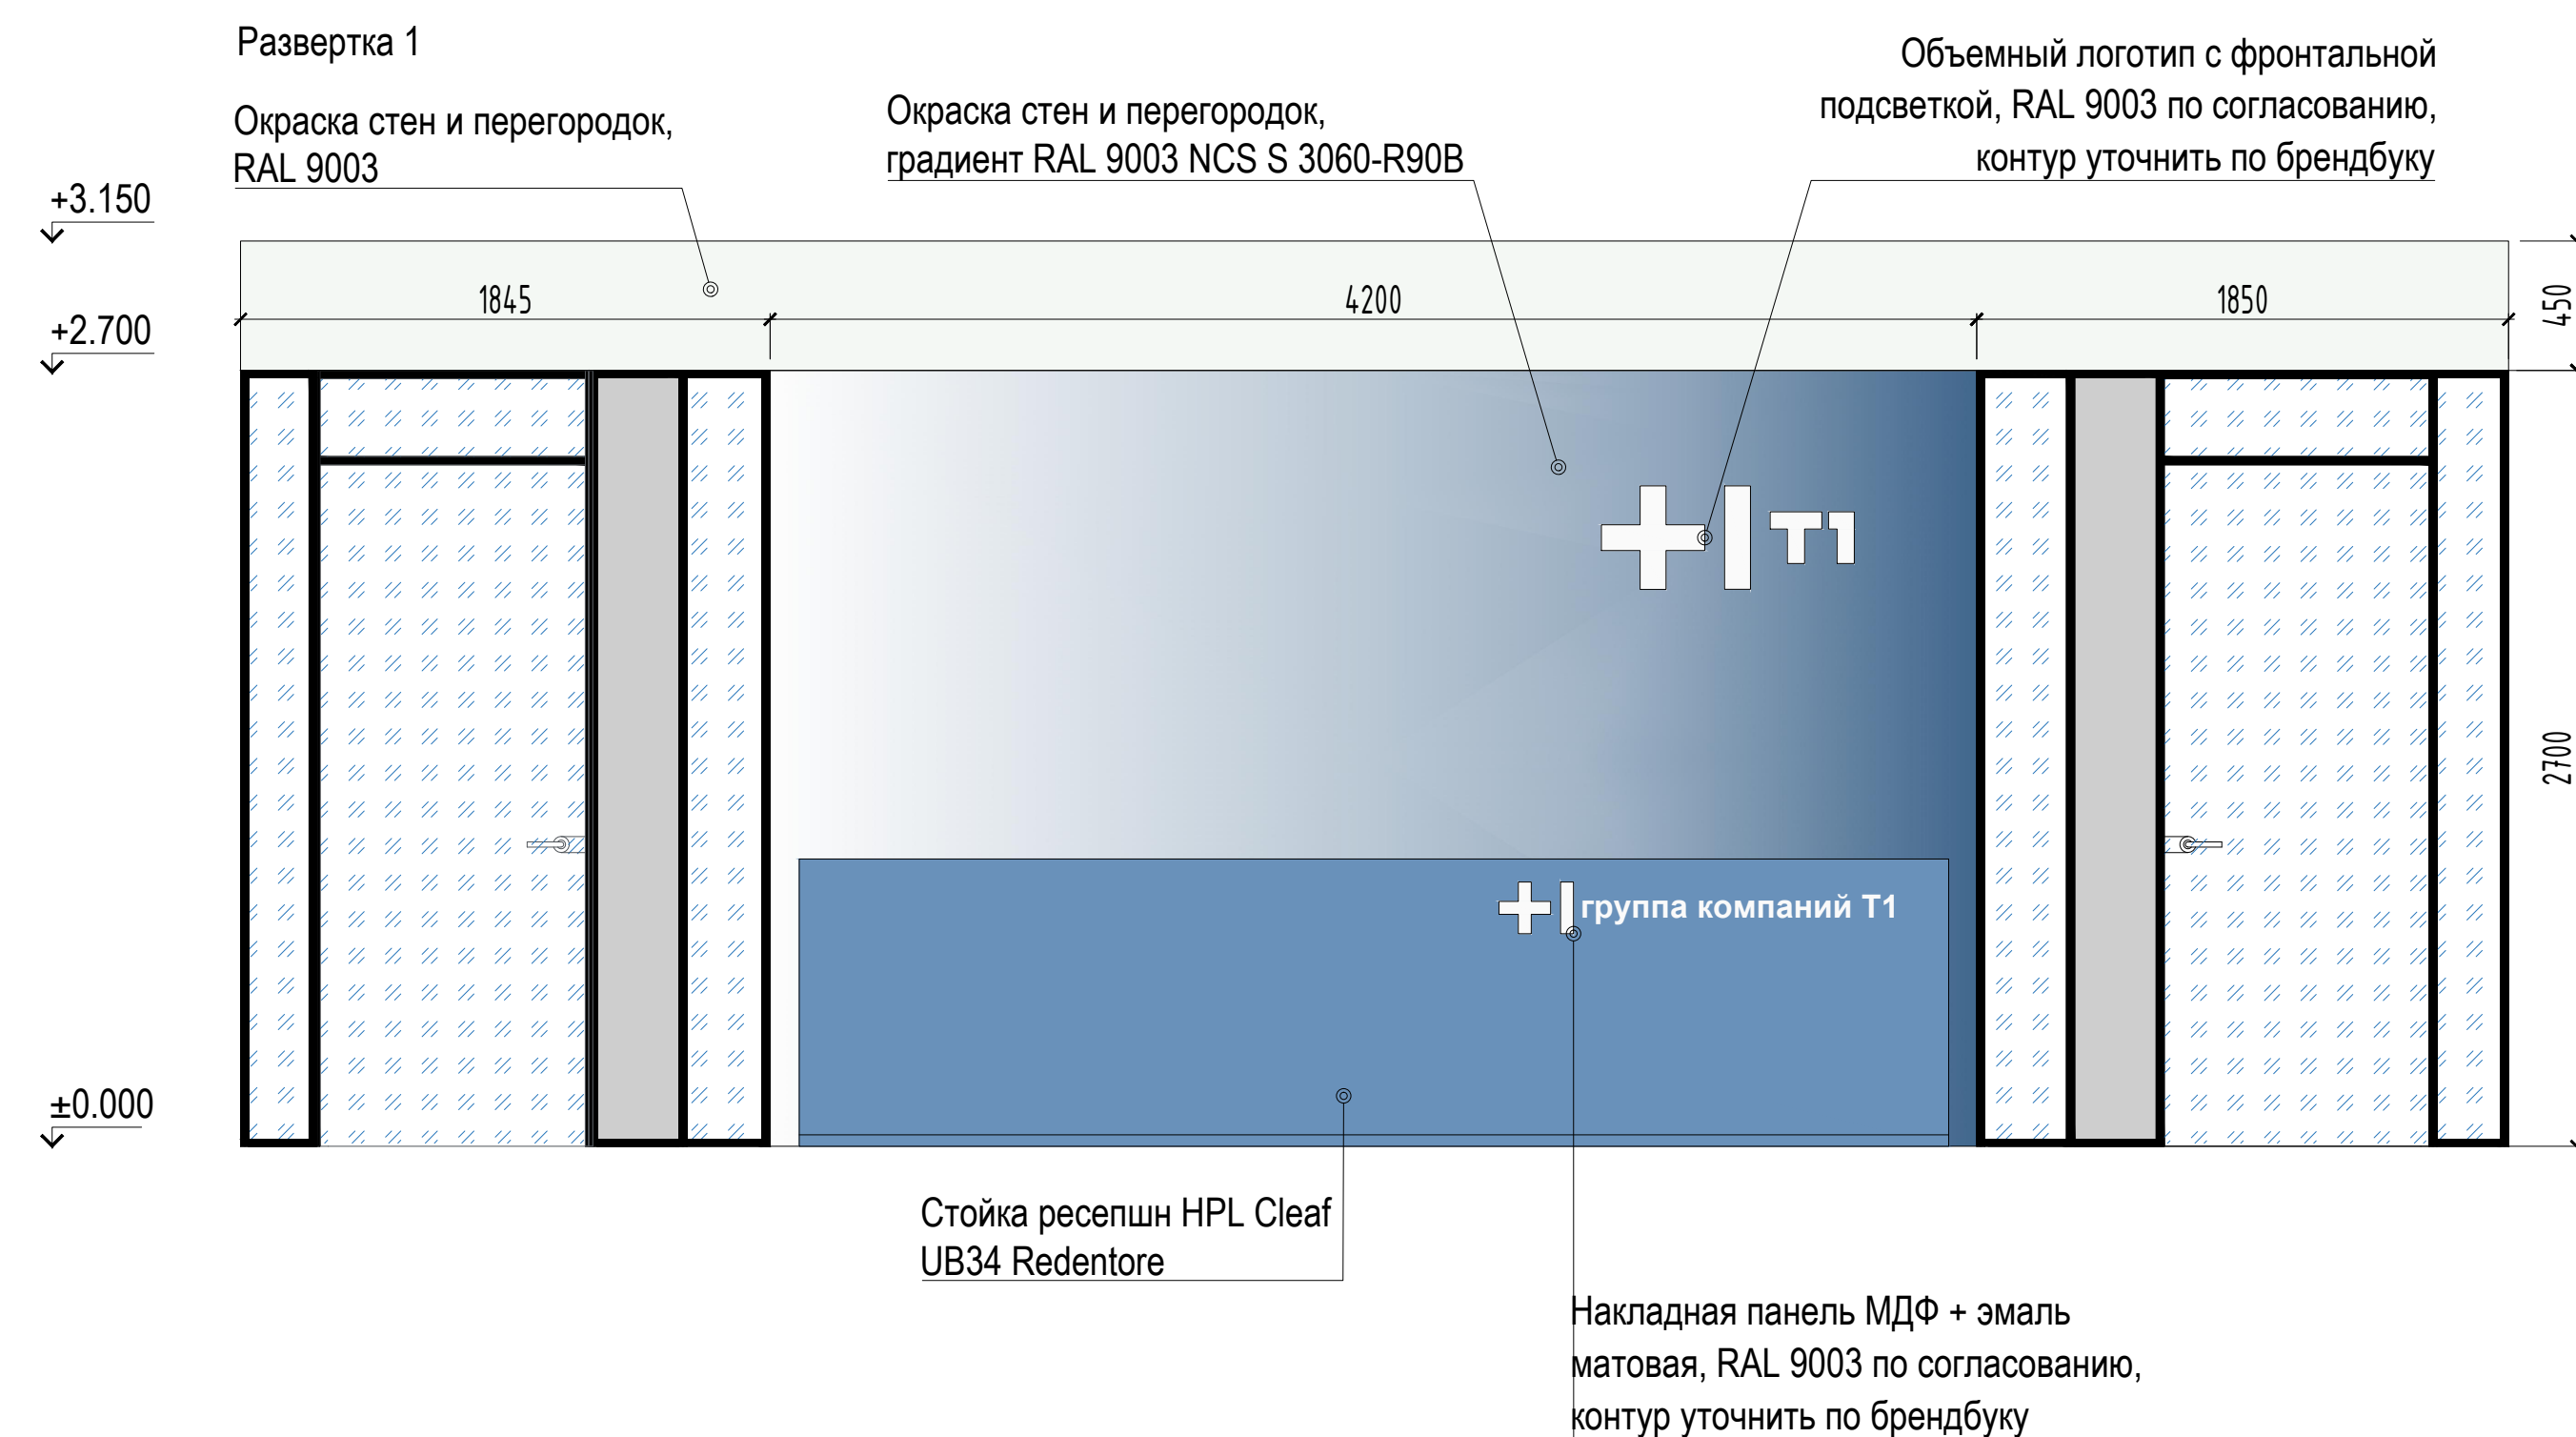 Развертка 1
Окраска стен и перегородок,
RAL 9003
Окраска стен и перегородок,
градиент RAL 9003 NCS S 3060-R90B
Объемный логотип с фронтальной
подсветкой, RAL 9003 по согласованию,
контур уточнить по брендбуку
+3.150
+2.700
±0.000
1845
4200
1850
450
2700
T1
группа компаний Т1
Стойка ресепшн HPL Cleaf
UB34 Redentore
Накладная панель МДФ + эмаль
матовая, RAL 9003 по согласованию,
контур уточнить по брендбуку